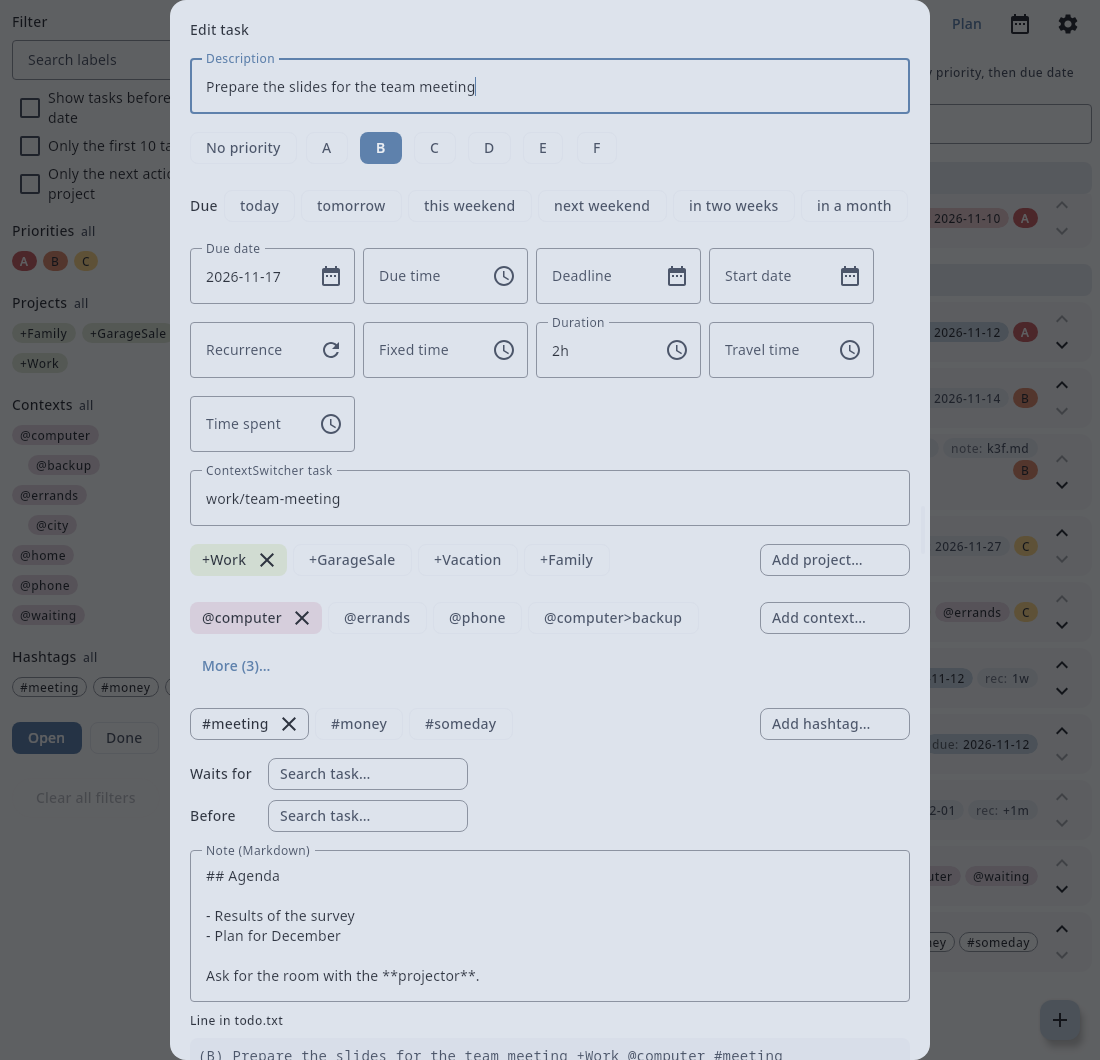 Filter
Search labels
Show tasks before
date
Only the first 10 ta
Only the next actic
project
Priorities all
A B C
Projects all
+Family +GarageSale
+Work
Contexts all
@computer
@backup
@errands
@city
@home
@phone
@waiting
Hashtags all
#meeting #money
Open Done
Clear all filters
Edit task
Description
Prepare the slides for the team meeting
No priority A B C D E F
Due today tomorrow this weekend next weekend in two weeks in a month
Due date
2026-11-17 Due time Deadline Start date
Duration
Recurrence Fixed time 2h Travel time
Time spent
ContextSwitcher task
work/team-meeting
+Work +GarageSale +Vacation +Family Add project...
@computer @errands @phone @computer>backup Add context...
More (3)...
#meeting #money #someday Add hashtag...
Waits for Search task...
Before Search task...
Note (Markdown)
## Agenda
- Results of the survey
- Plan for December
Ask for the room with the **projector**.
Line in todo.txt
(B) Prepare the slides for the team meeting +Work @computer #meeting
Plan
priority, then due date
2026-11-10 A
2026-11-12 A
2026-11-14 B
note: k3f.md
B
2026-11-27 C
@errands C
11-12 rec: 1w
due: 2026-11-12
2-01 rec: +1m
uter @waiting
ney #someday